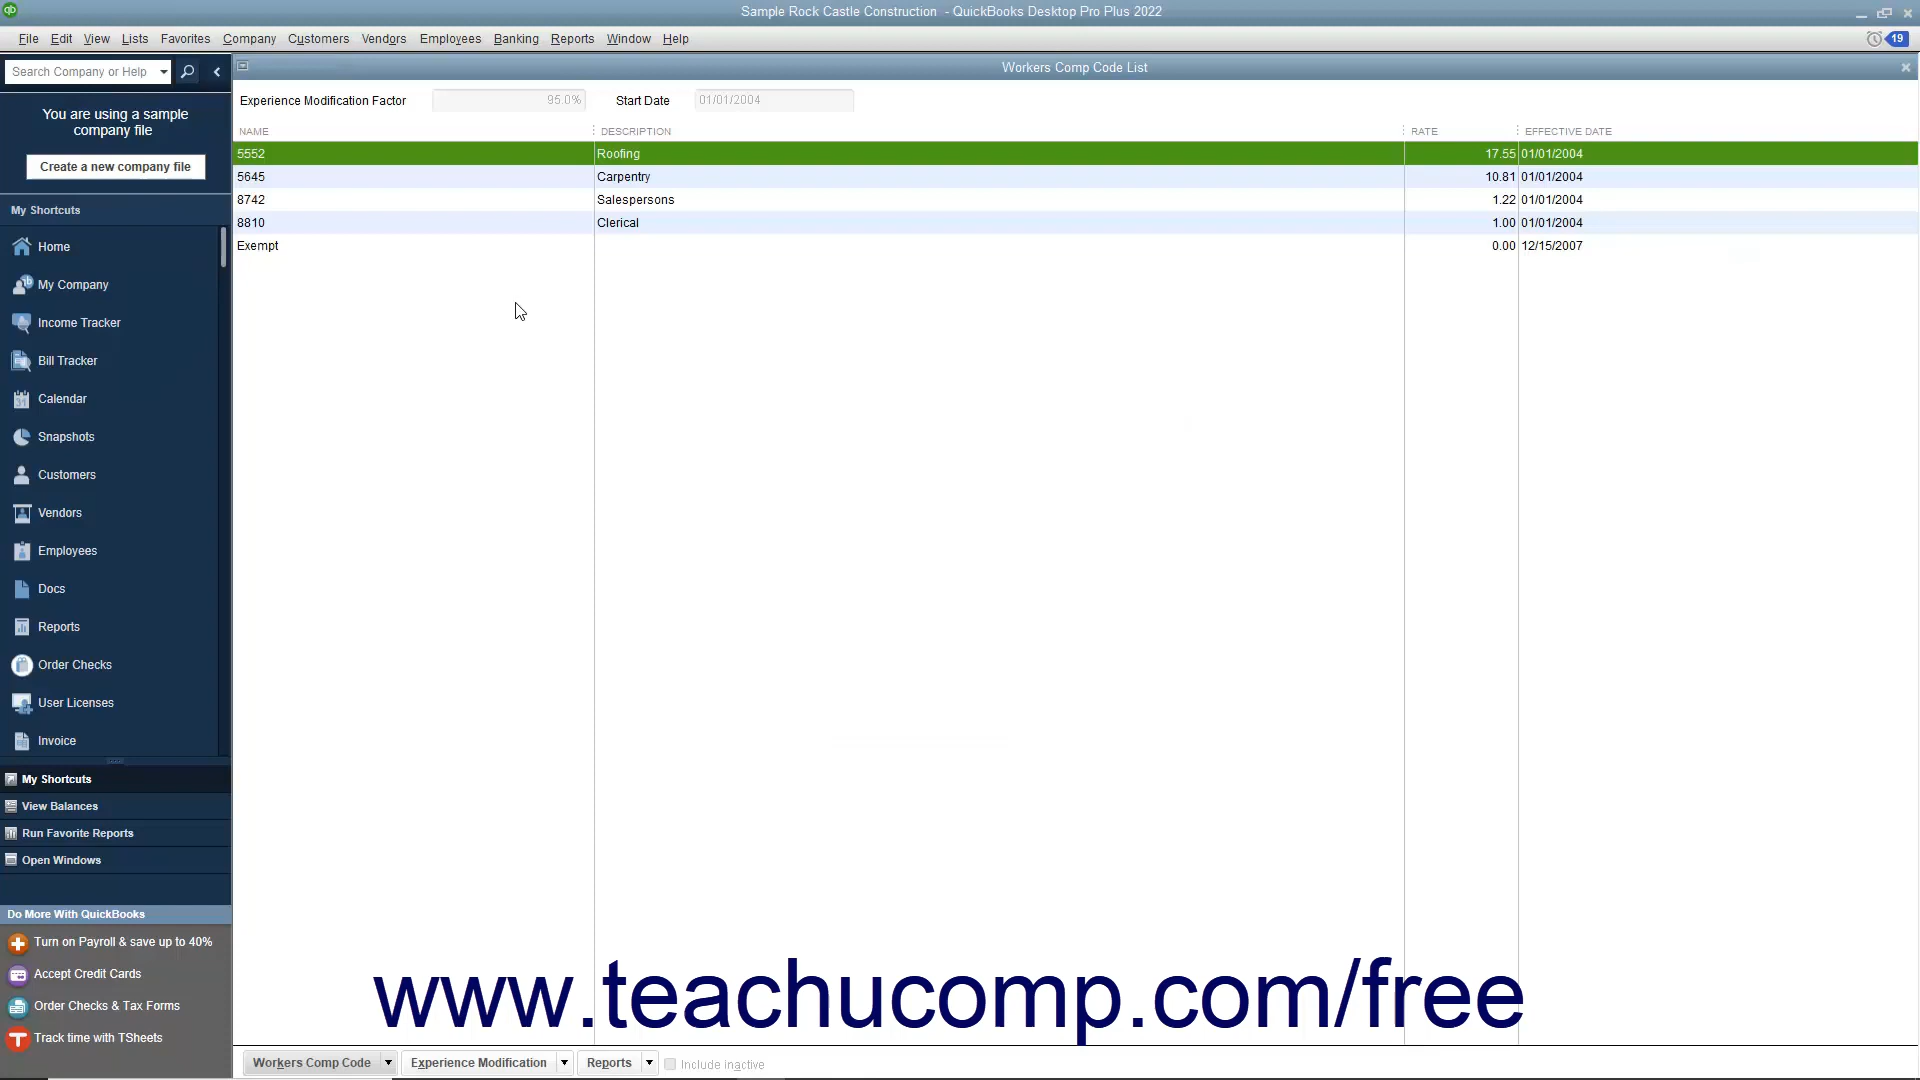 Sample Rock Castle Construction - QuickBooks Desktop Pro Plus 2022
File Edit View Lists Favorites Company Customers Vendors Employees Banking Reports Window Help
19
Search Company or Help
Workers Comp Code List
You are using a sample
company file
Create a new company file
Experience Modification Factor 95.0% Start Date 01/01/2004
NAME DESCRIPTION RATE EFFECTIVE DATE
5552 Roofing 17.55 01/01/2004
5645 Carpentry 10.81 01/01/2004
8742 Salespersons 1.22 01/01/2004
8810 Clerical 1.00 01/01/2004
Exempt 0.00 12/15/2007
My Shortcuts
Home
My Company
Income Tracker
Bill Tracker
Calendar
Snapshots
Customers
Vendors
Employees
Docs
Reports
Order Checks
User Licenses
Invoice
My Shortcuts
View Balances
Run Favorite Reports
Open Windows
Do More With QuickBooks
Turn on Payroll & save up to 40%
Accept Credit Cards
Order Checks & Tax Forms
Track time with TSheets
www.teachucomp.com/free
Workers Comp Code Experience Modification Reports Include inactive